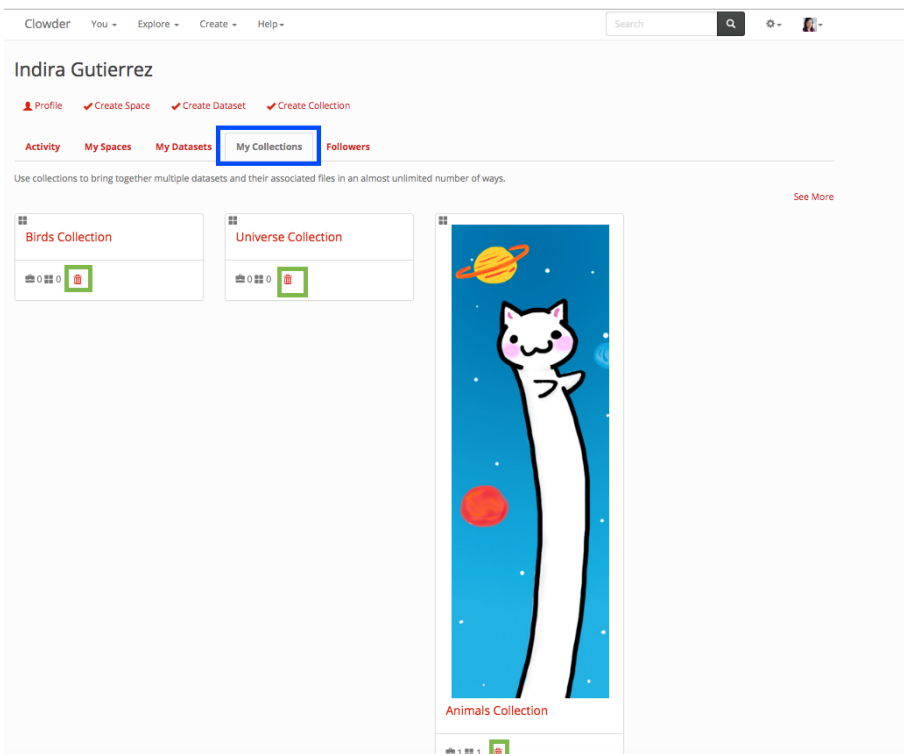 Clowder You Explore Create Help Search
Indira Gutierrez
Profile Create Space Create Dataset Create Collection
Activity My Spaces My Datasets My Collections Followers
Use collections to bring together multiple datasets and their associated files in an almost unlimited number of ways.
See More
Birds Collection Universe Collection
0 0 0 0
Animals Collection
1 1